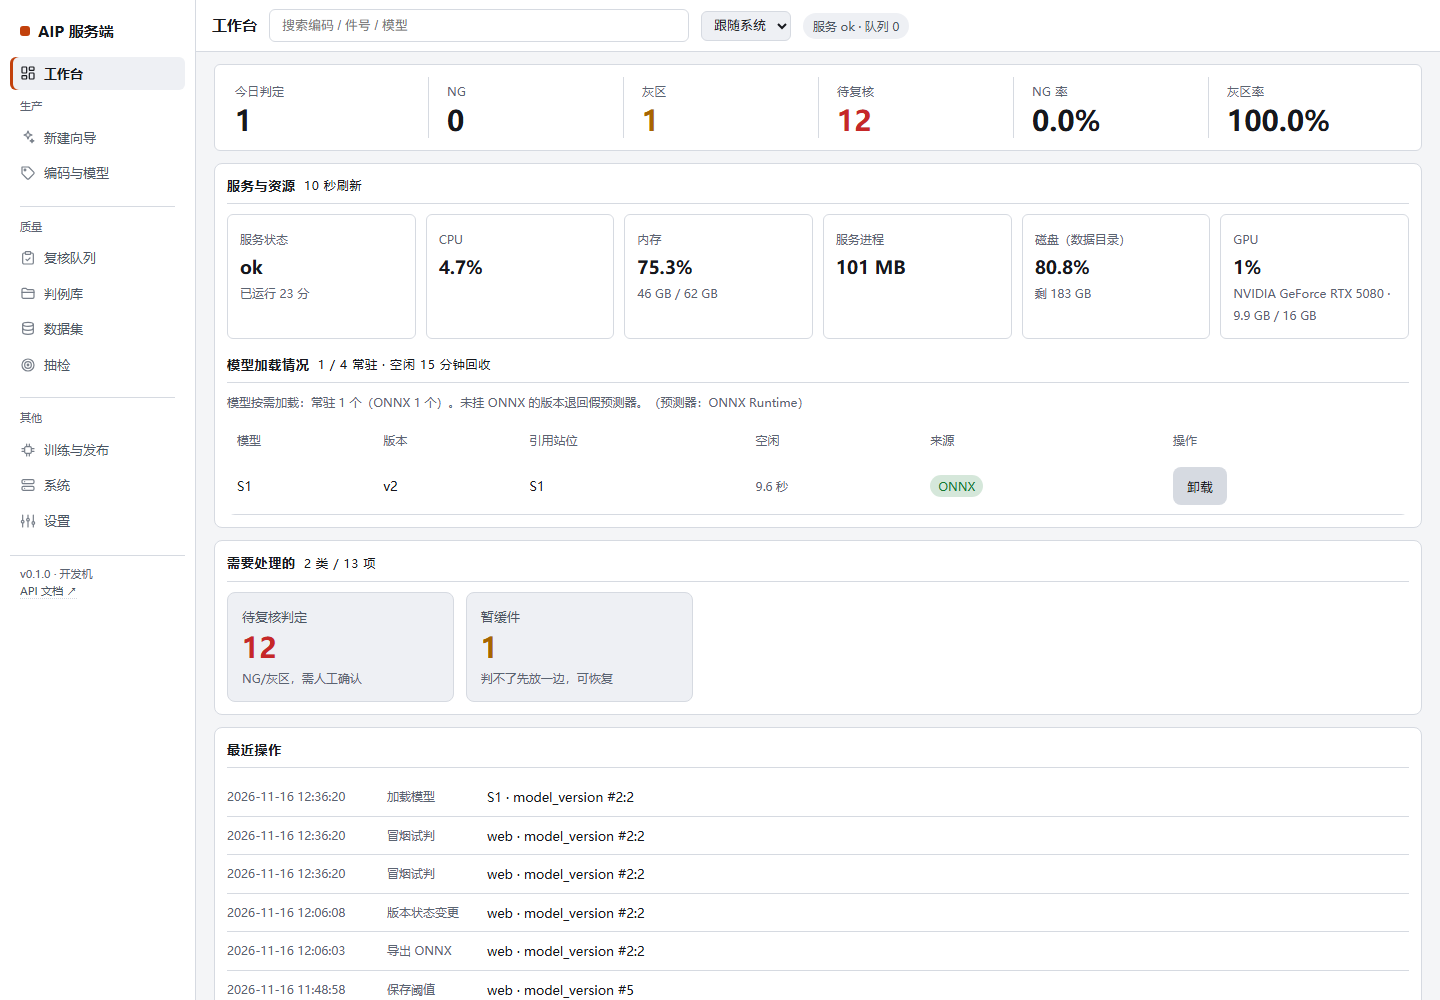 AIP 服务端
工作台
生产
新建向导
编码与模型
质量
复核队列
判例库
数据集
抽检
其他
训练与发布
系统
设置
v0.1.0 · 开发机
API 文档 ↗
工作台
搜索编码 / 件号 / 模型
跟随系统
服务 ok · 队列 0
今日判定
1
NG
0
灰区
1
待复核
12
NG 率
0.0%
灰区率
100.0%
服务与资源 10 秒刷新
服务状态
ok
已运行 23 分
CPU
4.7%
内存
75.3%
46 GB / 62 GB
服务进程
101 MB
磁盘（数据目录）
80.8%
剩 183 GB
GPU
1%
NVIDIA GeForce RTX 5080 ·
9.9 GB / 16 GB
模型加载情况 1 / 4 常驻 · 空闲 15 分钟回收
模型按需加载：常驻 1 个（ONNX 1 个）。未挂 ONNX 的版本退回假预测器。（预测器：ONNX Runtime）
模型 版本 引用站位 空闲 来源 操作
S1 v2 S1 9.6 秒 ONNX 卸载
需要处理的 2 类 / 13 项
待复核判定
12
NG/灰区，需人工确认
暂缓件
1
判不了先放一边，可恢复
最近操作
2026-11-16 12:36:20 加载模型 S1 · model_version #2:2
2026-11-16 12:36:20 冒烟试判 web · model_version #2:2
2026-11-16 12:36:20 冒烟试判 web · model_version #2:2
2026-11-16 12:06:08 版本状态变更 web · model_version #2:2
2026-11-16 12:06:03 导出 ONNX web · model_version #2:2
2026-11-16 11:48:58 保存阈值 web · model_version #5